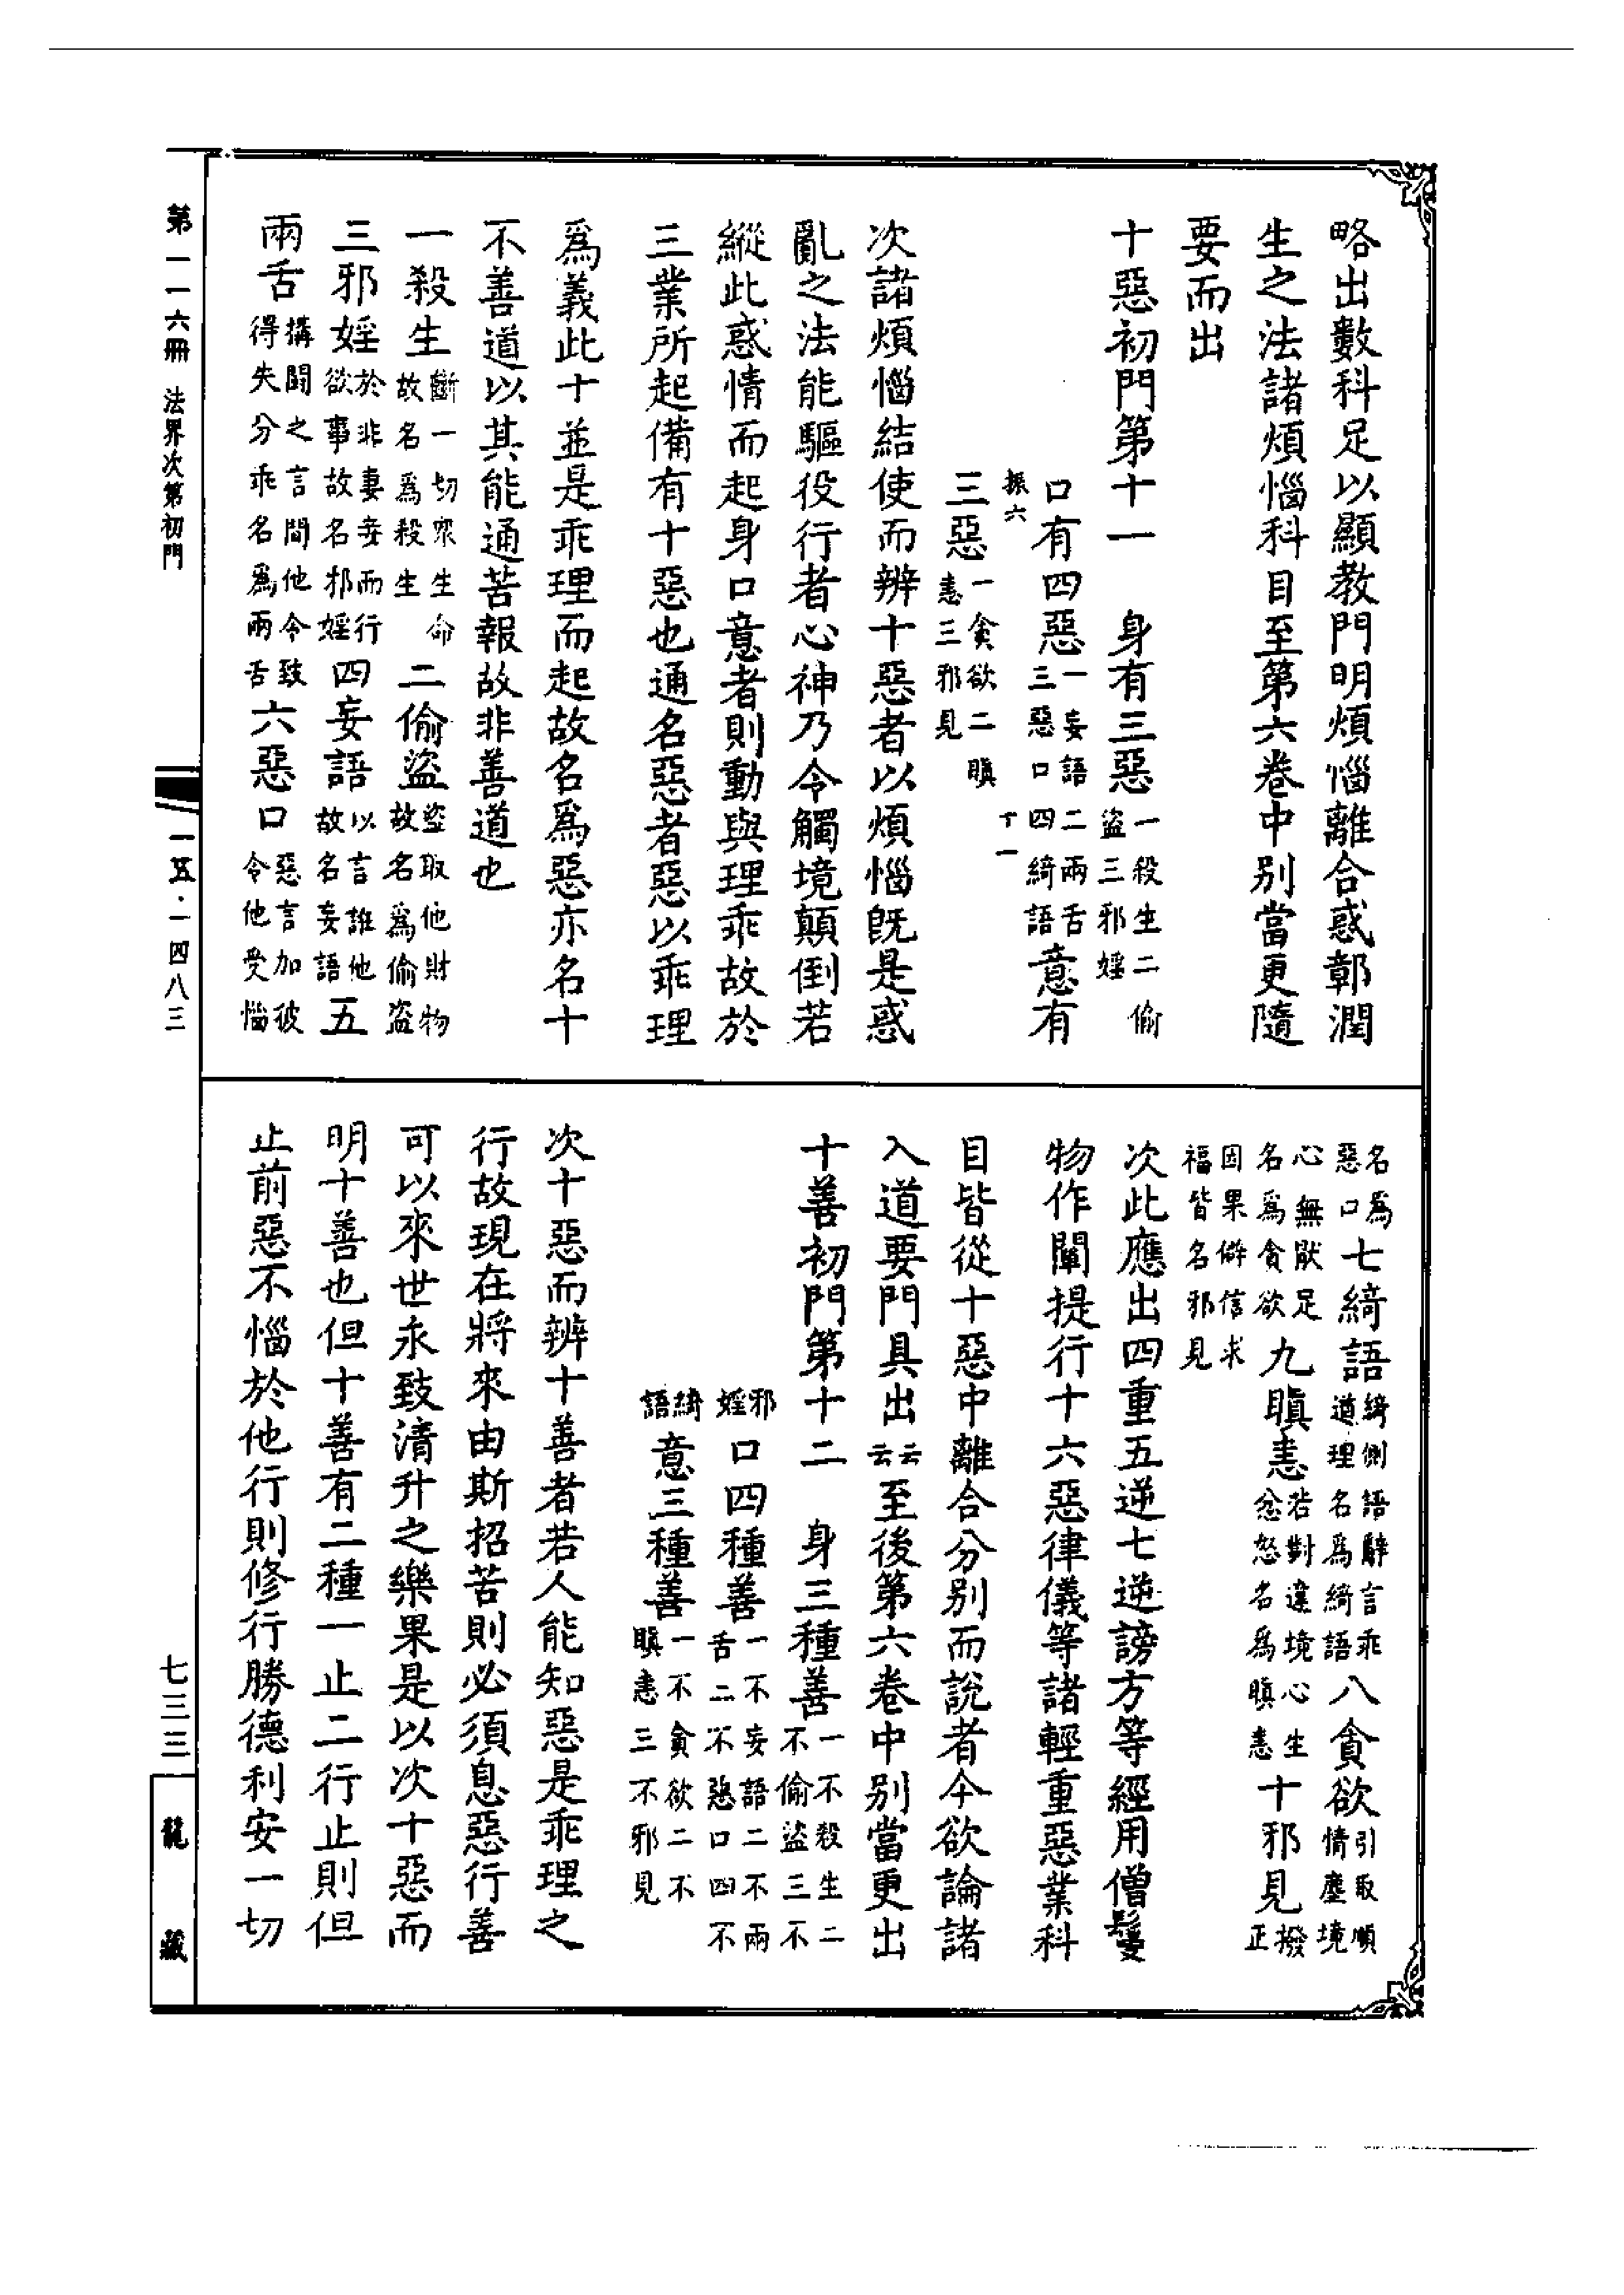 略出數科足以顯教門明煩惱離合惑鄣潤
生之法諸煩惱科目至第六卷中別當更隨
要而出
十惡初門第十一　身有三惡一殺生二偷盜三邪婬
口有四惡一妄語二兩舌三惡口四綺語意有
振六　十一
三惡一貪欲二瞋恚三邪見
次諸煩惱結使而辨十惡者以煩惱旣是惑
亂之法能驅役行者心神乃令觸境顛倒若
縱此惑情而起身口意者則動與理乖故於
三業所起備有十惡也通名惡者惡以乖理
爲義此十並是乖理而起故名爲惡亦名十
不善道以其能通苦報故非善道也
一殺生斷一切衆生命故名爲殺生二偷盜盜取他財物故名爲偷盜
三邪婬於非妻妾而行欲事故名邪婬四妄語以言誑他故名妄語五
兩舌搆鬪之言間他令致得失分乖名爲兩舌六惡口惡言加彼令他受惱
名爲惡口七綺語綺側語辭言乖道理名爲綺語八貪欲引取順情塵境
心無猒足名爲貪欲九瞋恚若對違境心生忿怒名爲瞋恚十邪見撥正
因果僻信求福皆名邪見
次此應出四重五逆七逆謗方等經用僧鬘
物作闡提行十六惡律儀等諸輕重惡業科
目皆從十惡中離合分別而說者今欲論諸
入道要門具出云云至後第六卷中別當更出
十善初門第十二　身三種善一不殺生二不偷盜三不
邪婬口四種善一不妄語二不兩舌二不惡口四不
綺語意三種善一不貪欲二不瞋恚三不邪見
次十惡而辨十善者若人能知惡是乖理之
行故現在將來由斯招苦則必須息惡行善
可以來世永致清升之樂果是以次十惡而
明十善也但十善有二種一止二行止則但
止前惡不惱於他行則修行勝德利安一切
第一一六冊　法界次第初門
一五·一四八三
七三三
龍藏